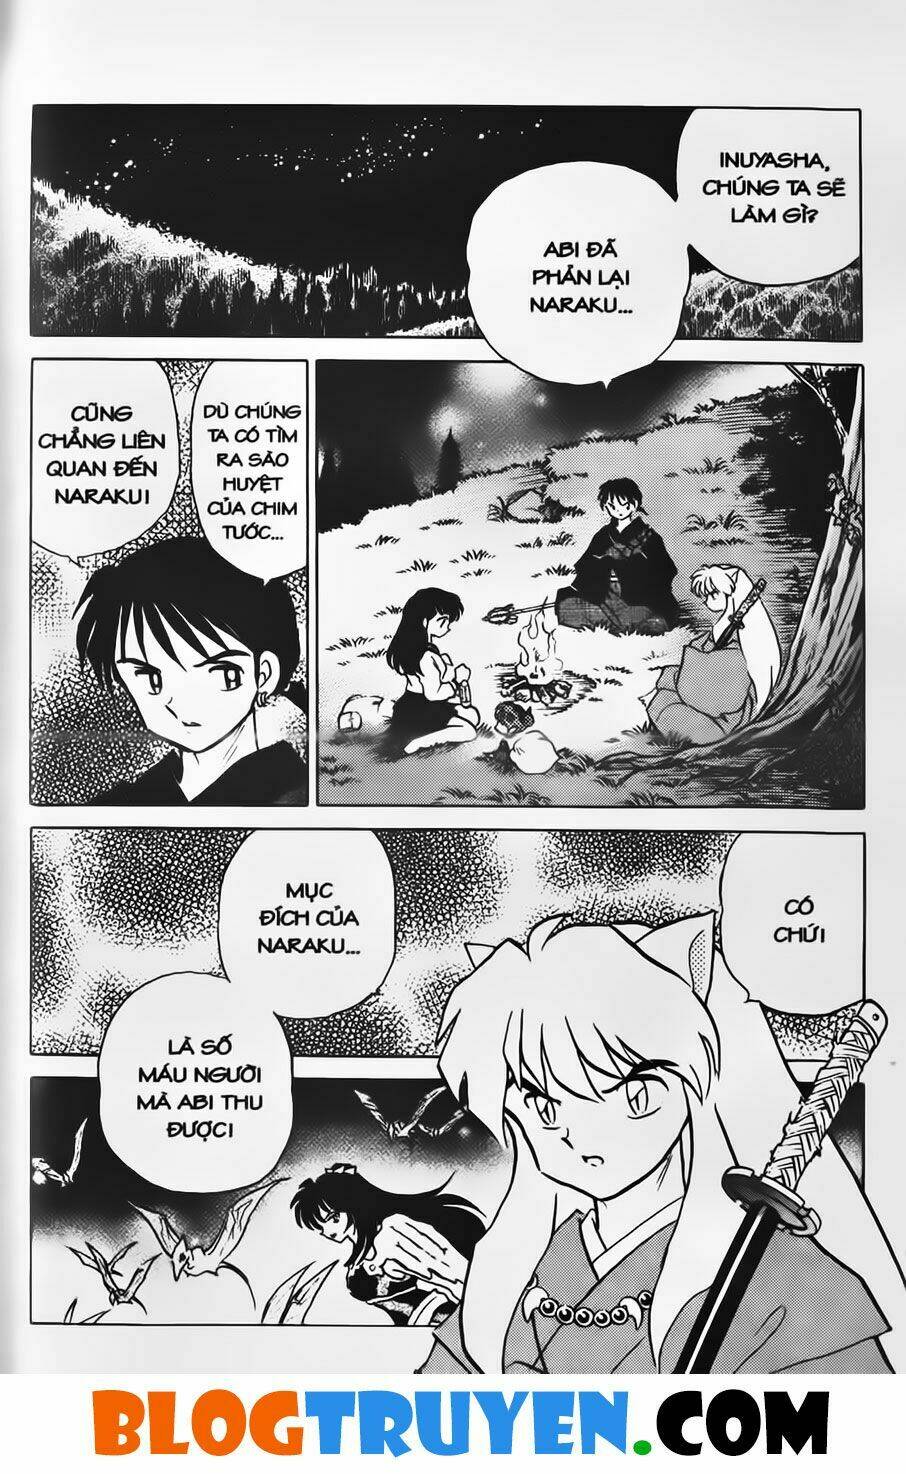 INUYASHA,
CHÚNG TA SẼ
LÀM GÌ?
ABI ĐÃ
PHẢN LẠI
NARAKU...
DÙ CHÚNG
TA CÓ TÌM
RA SÀO
HUYỆT
CỦA CHIM
TƯỚC...
CŨNG
CHẲNG LIÊN
QUAN ĐẾN
NARAKU!
CÓ
CHỨ!
MỤC
ĐÍCH CỦA
NARAKU...
LÀ SỐ
MÁU NGƯỜI
MÀ ABI THU
ĐƯỢC!
BLOGTRUYEN.COM